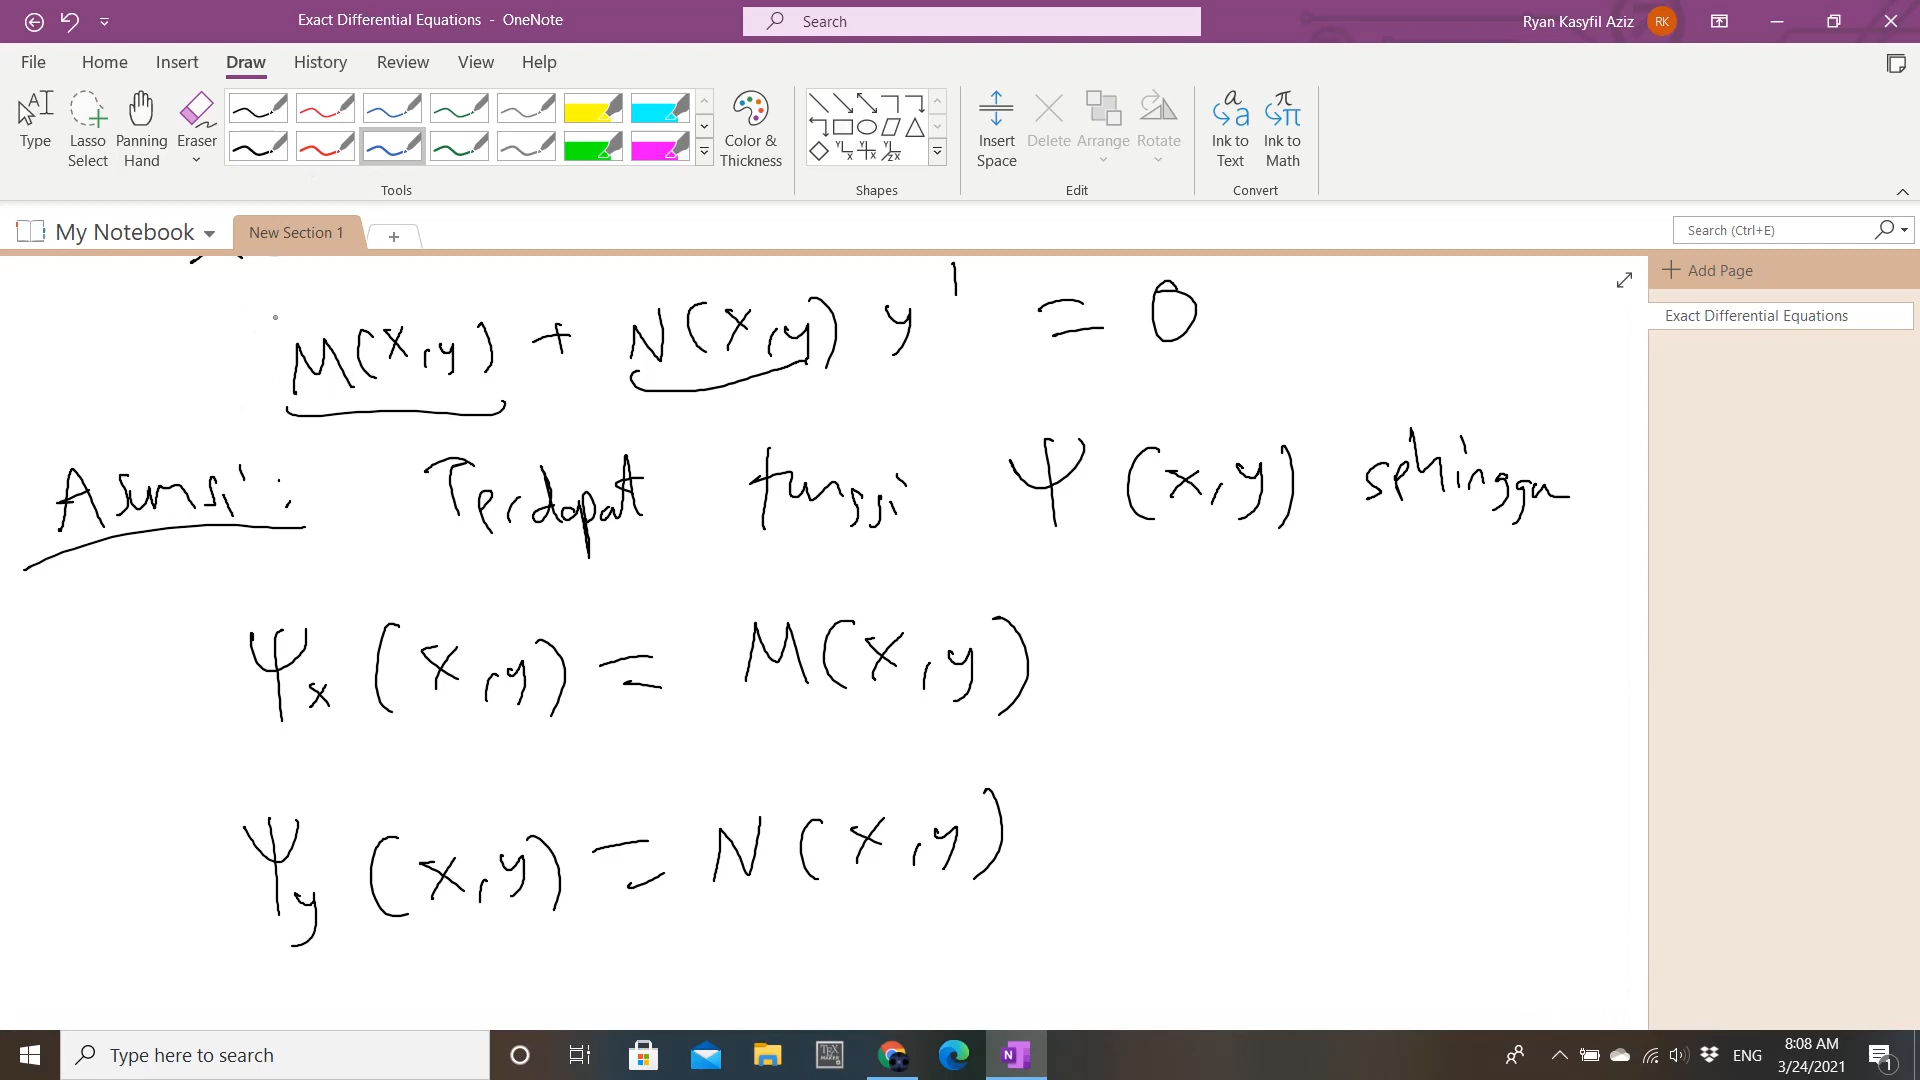 Exact Differential Equations - OneNote
Search
Ryan Kasyfil Aziz
RK
File Home Insert Draw History Review View Help
Type
Lasso Select
Panning Hand
Eraser
Color & Thickness
Insert Space
Delete
Arrange
Rotate
Ink to Text
Ink to Math
Tools
Shapes
Edit
Convert
My Notebook
New Section 1
Search (Ctrl+E)
Add Page
Exact Differential Equations
M(x,y) + N(x,y) y' = 0
Asumsi : Terdapat fungsi Ψ (x,y) sehingga
Ψx (x,y) = M(x,y)
Ψy (x,y) = N(x,y)
Type here to search
ENG
8:08 AM
3/24/2021
1